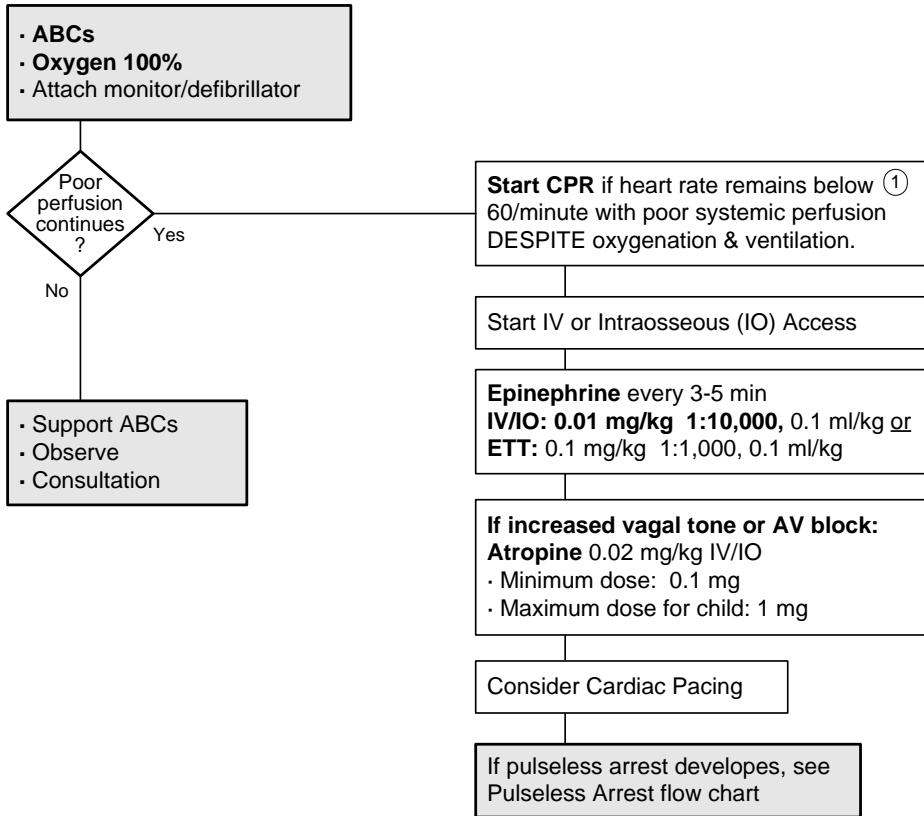 · ABCs
· Oxygen 100%
· Attach monitor/defibrillator
Poor
perfusion
continues
?
Yes
No
· Support ABCs
· Observe
· Consultation
Start CPR if heart rate remains below 1
60/minute with poor systemic perfusion
DESPITE oxygenation & ventilation.
Start IV or Intraosseous (IO) Access
Epinephrine every 3-5 min
IV/IO: 0.01 mg/kg 1:10,000, 0.1 ml/kg or
ETT: 0.1 mg/kg 1:1,000, 0.1 ml/kg
If increased vagal tone or AV block:
Atropine 0.02 mg/kg IV/IO
· Minimum dose: 0.1 mg
· Maximum dose for child: 1 mg
Consider Cardiac Pacing
If pulseless arrest developes, see
Pulseless Arrest flow chart